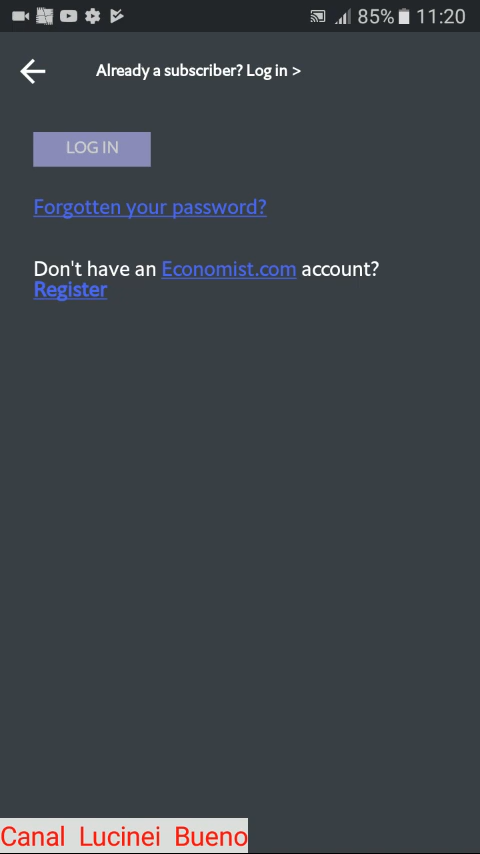 85% 11:20
Already a subscriber? Log in >
LOG IN
Forgotten your password?
Don't have an Economist.com account?
Register
Canal Lucinei Bueno